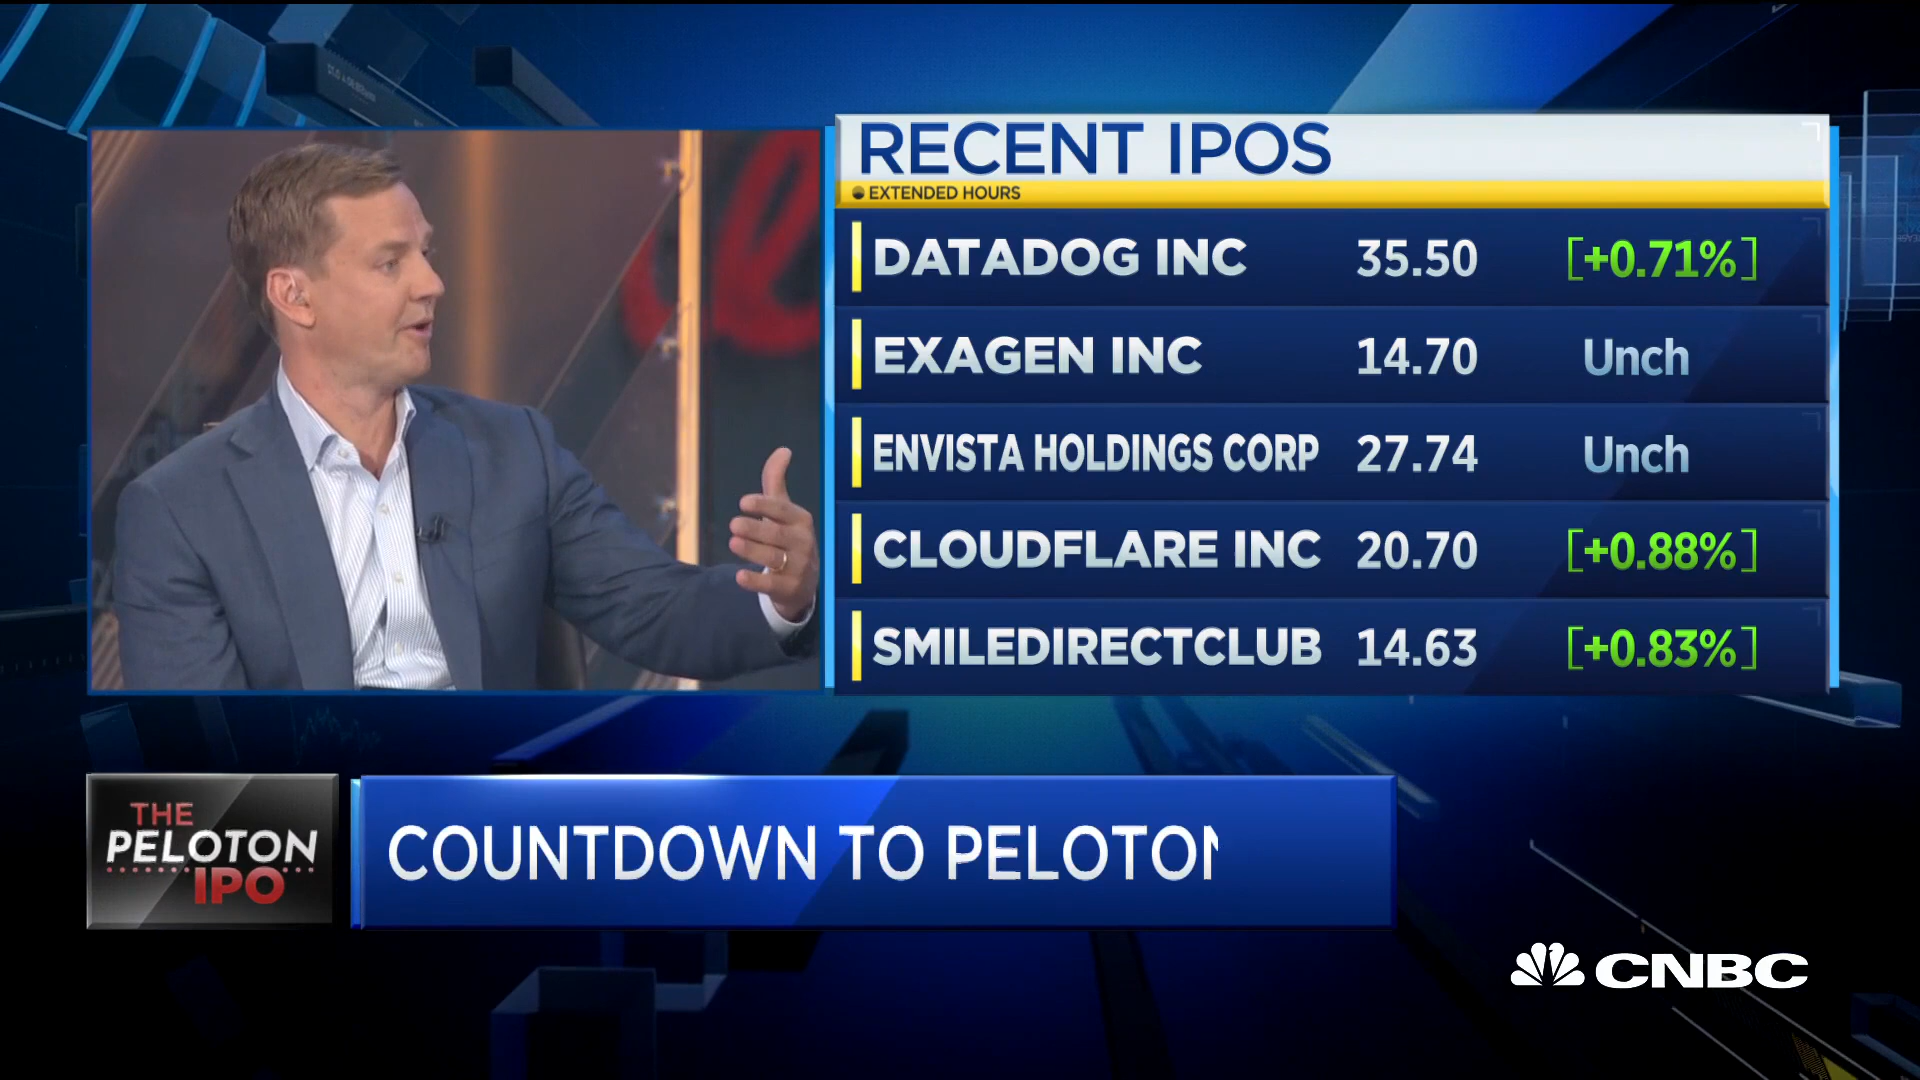 RECENT IPOS
EXTENDED HOURS
DATADOG INC 35.50 [+0.71%]
EXAGEN INC 14.70 Unch
ENVISTA HOLDINGS CORP 27.74 Unch
CLOUDFLARE INC 20.70 [+0.88%]
SMILEDIRECTCLUB 14.63 [+0.83%]
THE
PELOTON
IPO
COUNTDOWN TO PELOTON
CNBC